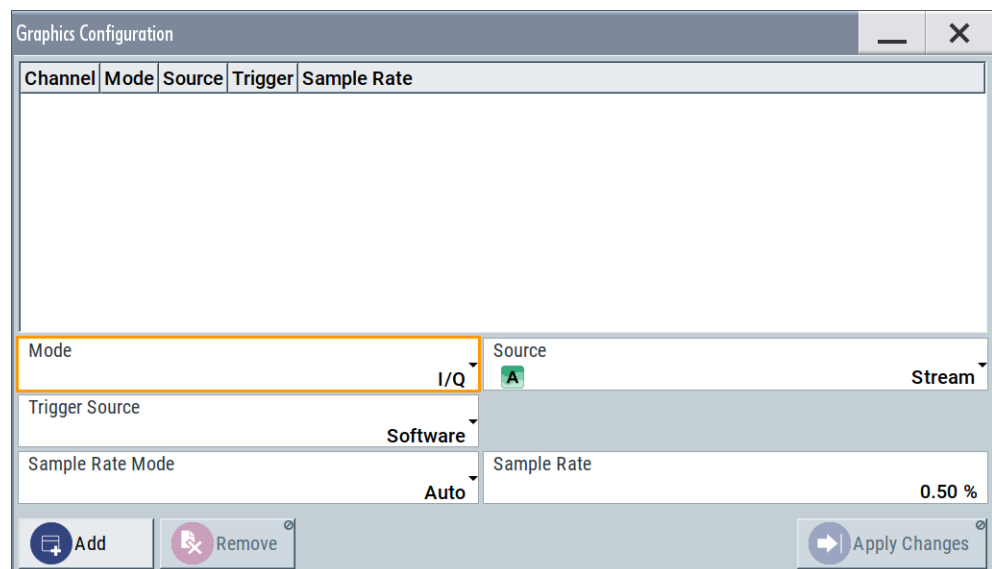 Graphics Configuration
Channel Mode Source Trigger Sample Rate
Mode
I/Q
Source
A Stream
Trigger Source
Software
Sample Rate Mode
Auto
Sample Rate
0.50 %
Add Remove Apply Changes